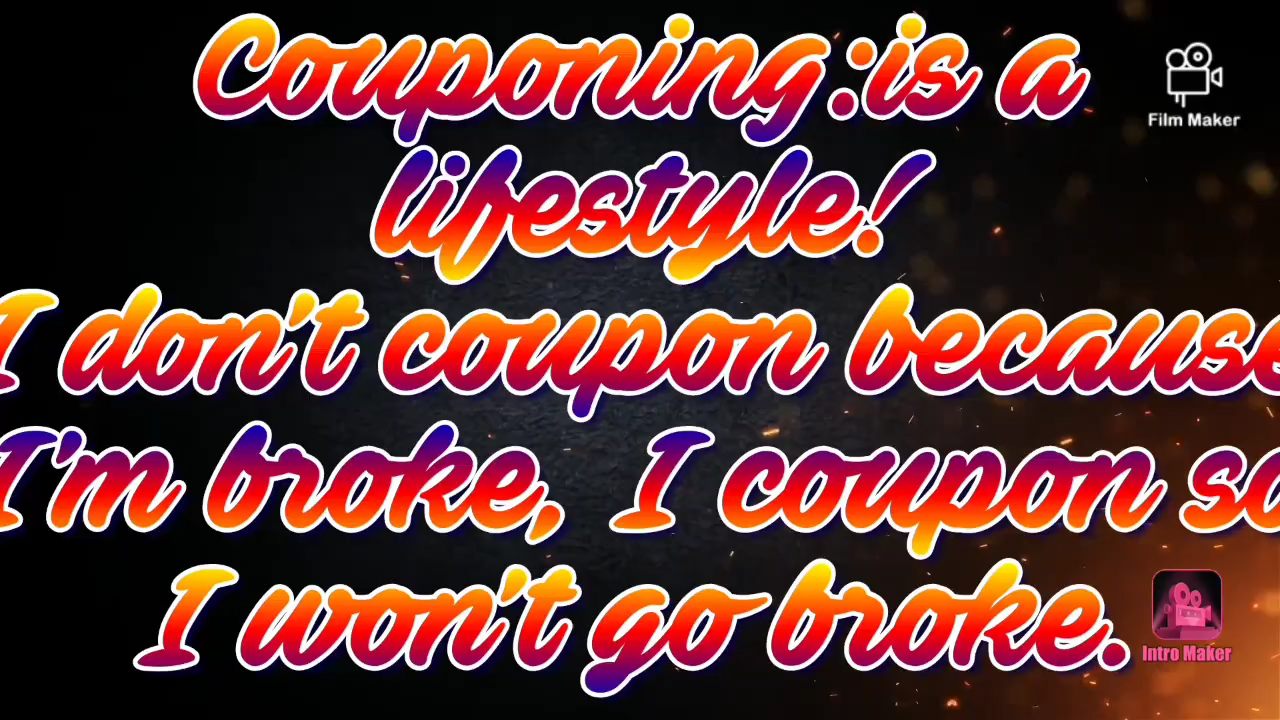 Couponing :is a
lifestyle!
I don't coupon because
I'm broke, I coupon so
I won't go broke.
Film Maker
Intro Maker